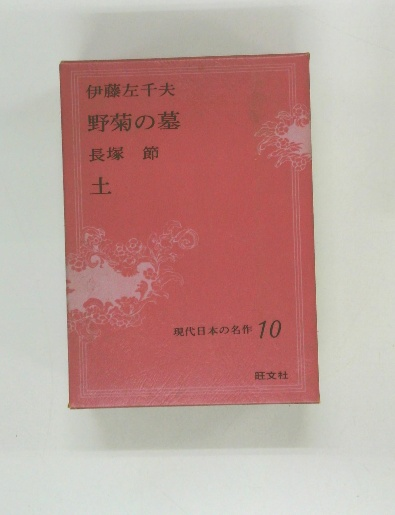 伊藤左千夫
野菊の墓
長塚 節
土
現代日本の名作 10
旺文社